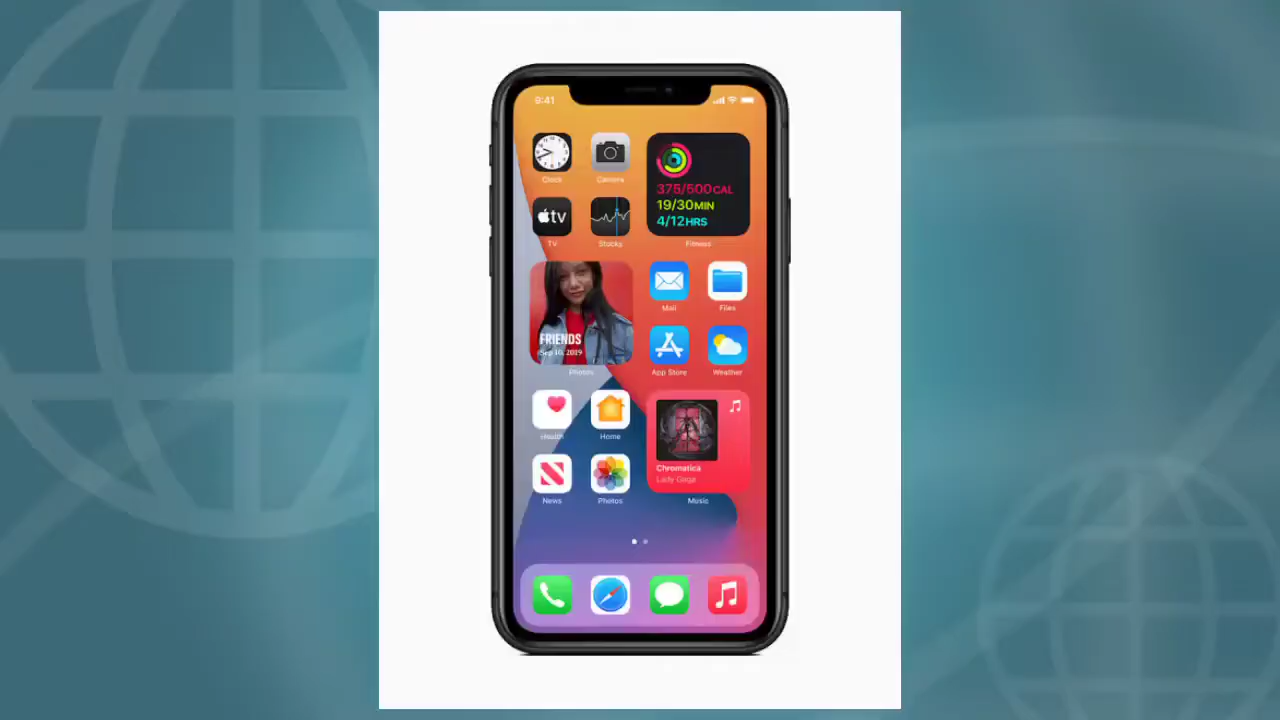 9:41
Clock
Camera
375/500CAL
19/30MIN
4/12HRS
tv
TV
Stocks
Fitness
FRIENDS
Sep 10, 2019
Mail
Files
Photos
App Store
Weather
Health
Home
Chromatica
Lady Gaga
News
Photos
Music